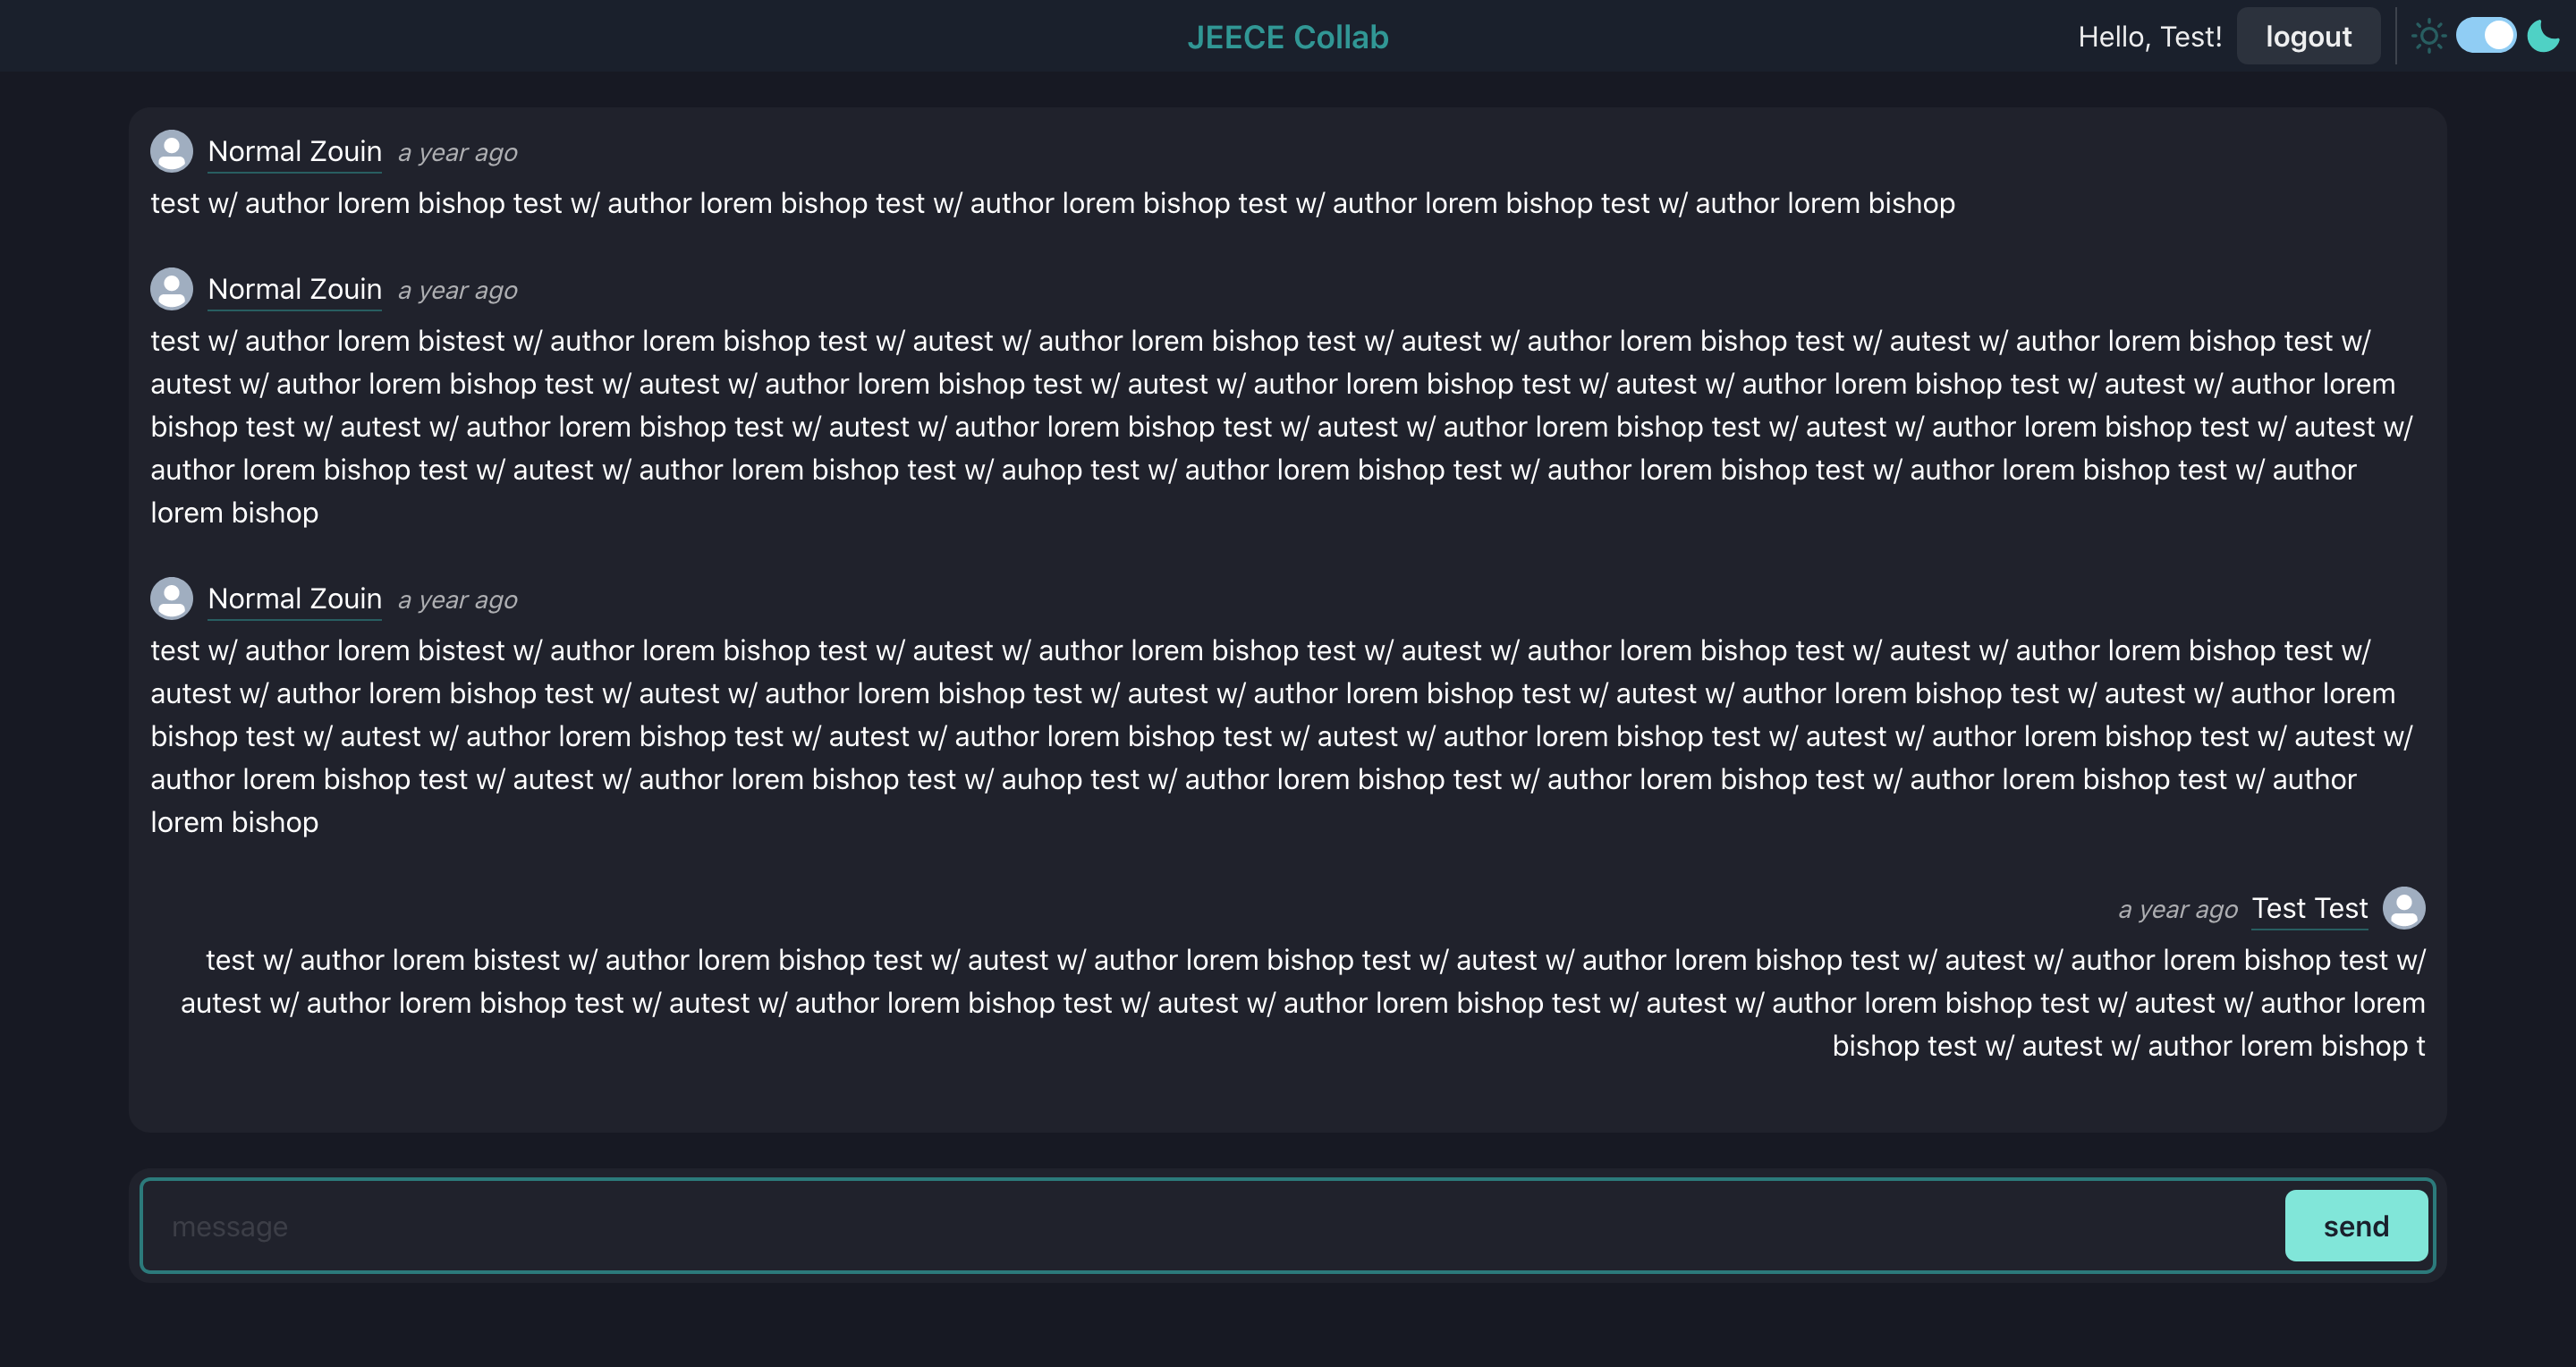 JEECE Collab
Hello, Test!
logout
Normal Zouin a year ago
test w/ author lorem bishop test w/ author lorem bishop test w/ author lorem bishop test w/ author lorem bishop test w/ author lorem bishop
Normal Zouin a year ago
test w/ author lorem bistest w/ author lorem bishop test w/ autest w/ author lorem bishop test w/ autest w/ author lorem bishop test w/ autest w/ author lorem bishop test w/
autest w/ author lorem bishop test w/ autest w/ author lorem bishop test w/ autest w/ author lorem bishop test w/ autest w/ author lorem bishop test w/ autest w/ author lorem
bishop test w/ autest w/ author lorem bishop test w/ autest w/ author lorem bishop test w/ autest w/ author lorem bishop test w/ autest w/ author lorem bishop test w/ autest w/
author lorem bishop test w/ autest w/ author lorem bishop test w/ auhop test w/ author lorem bishop test w/ author lorem bishop test w/ author lorem bishop test w/ author
lorem bishop
Normal Zouin a year ago
test w/ author lorem bistest w/ author lorem bishop test w/ autest w/ author lorem bishop test w/ autest w/ author lorem bishop test w/ autest w/ author lorem bishop test w/
autest w/ author lorem bishop test w/ autest w/ author lorem bishop test w/ autest w/ author lorem bishop test w/ autest w/ author lorem bishop test w/ autest w/ author lorem
bishop test w/ autest w/ author lorem bishop test w/ autest w/ author lorem bishop test w/ autest w/ author lorem bishop test w/ autest w/ author lorem bishop test w/ autest w/
author lorem bishop test w/ autest w/ author lorem bishop test w/ auhop test w/ author lorem bishop test w/ author lorem bishop test w/ author lorem bishop test w/ author
lorem bishop
a year ago Test Test
test w/ author lorem bistest w/ author lorem bishop test w/ autest w/ author lorem bishop test w/ autest w/ author lorem bishop test w/ autest w/ author lorem bishop test w/
autest w/ author lorem bishop test w/ autest w/ author lorem bishop test w/ autest w/ author lorem bishop test w/ autest w/ author lorem bishop test w/ autest w/ author lorem
bishop test w/ autest w/ author lorem bishop t
message
send